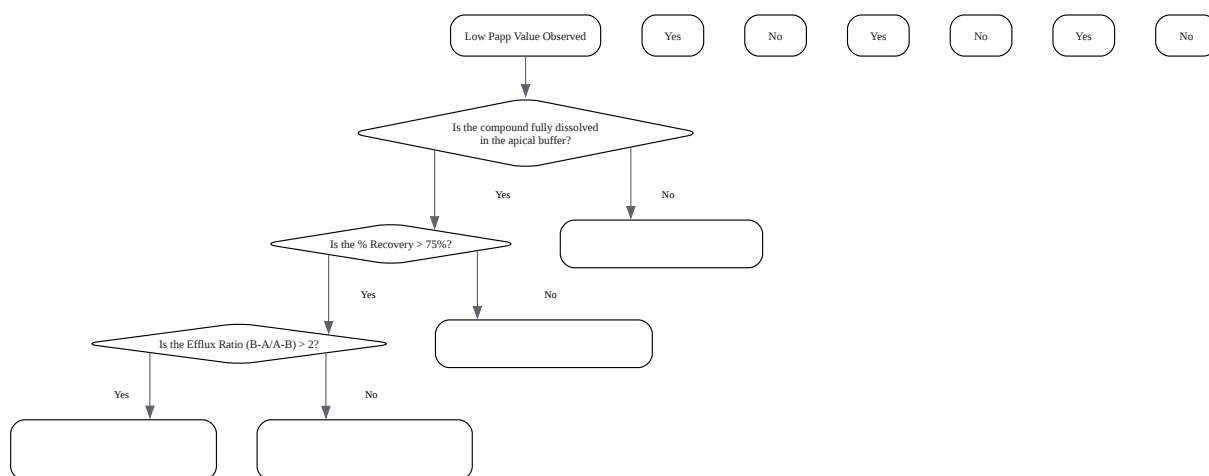 Low Papp Value Observed
Yes
No
Yes
No
Yes
No
Is the compound fully dissolved
in the apical buffer?
Yes
No
Is the % Recovery > 75%?
Yes
No
Is the Efflux Ratio (B-A/A-B) > 2?
Yes
No